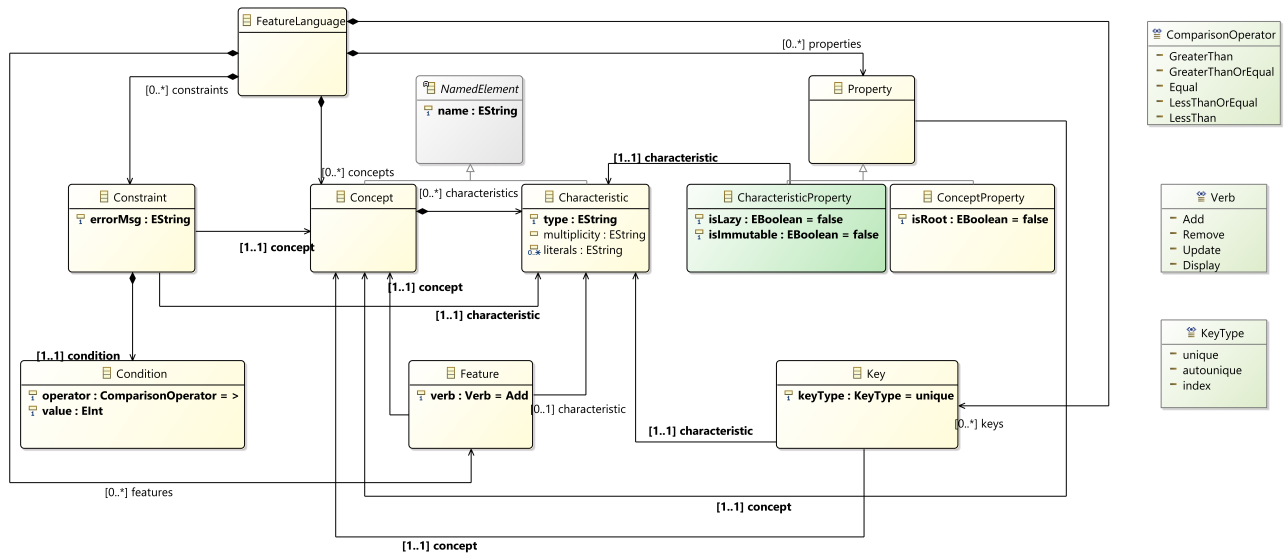 FeatureLanguage
ComparisonOperator
GreaterThan
GreaterThanOrEqual
Equal
LessThanOrEqual
LessThan
[0..*] properties
[0..*] constraints
NamedElement
name : EString
Property
[1..1] characteristic
[0..*] concepts
[0..*] characteristics
Constraint
errorMsg : EString
Concept
Characteristic
type : EString
multiplicity : EString
0..*
literals : EString
CharacteristicProperty
isLazy : EBoolean = false
isImmutable : EBoolean = false
ConceptProperty
isRoot : EBoolean = false
Verb
Add
Remove
Update
Display
[1..1] concept
[1..1] concept
[1..1] characteristic
KeyType
unique
autounique
index
[1..1] condition
Condition
operator : ComparisonOperator = >
value : EInt
Feature
verb : Verb = Add
[0..1] characteristic
Key
keyType : KeyType = unique
[0..*] keys
[1..1] characteristic
[0..*] features
[1..1] concept
[1..1] concept